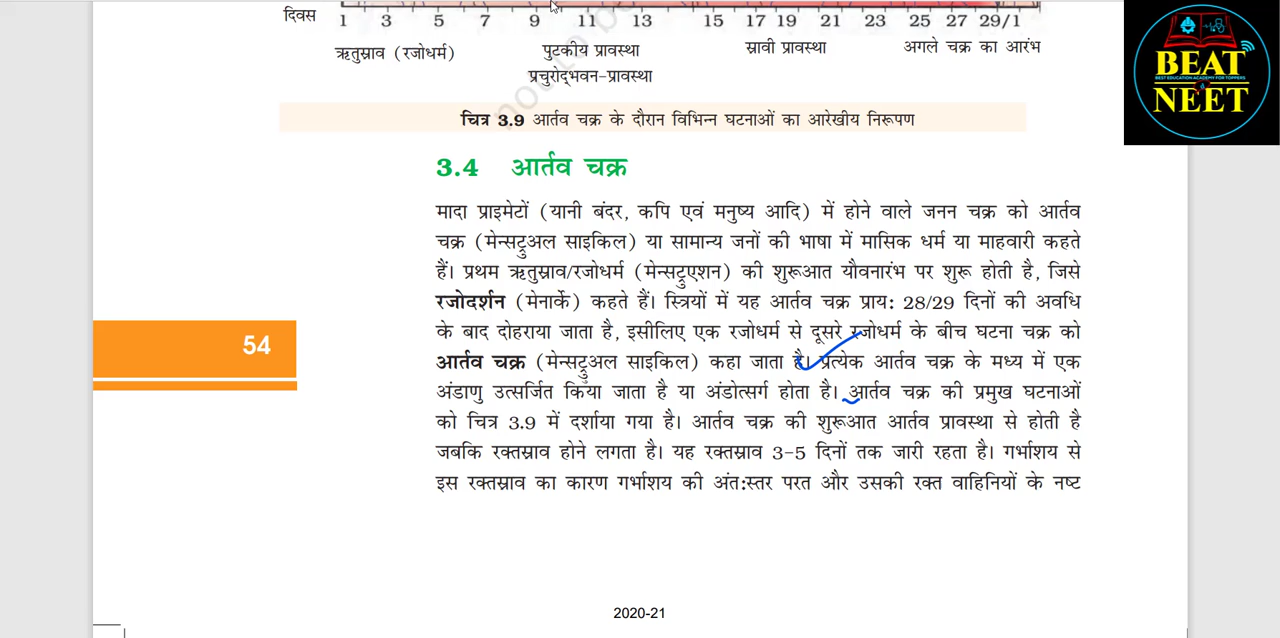 दिवस 1 3 5 7 9 11 13 15 17 19 21 23 25 27 29/1
ऋतुस्राव (रजोधर्म) पुटकीय प्रावस्था स्रावी प्रावस्था अगले चक्र का आरंभ
प्रचुरोद्भवन-प्रावस्था
BEAT
BEST EDUCATION ACADEMY FOR TOPPERS
NEET
चित्र 3.9 आर्तव चक्र के दौरान विभिन्न घटनाओं का आरेखीय निरूपण
3.4 आर्तव चक्र
मादा प्राइमेटों (यानी बंदर, कपि एवं मनुष्य आदि) में होने वाले जनन चक्र को आर्तव
चक्र (मेन्सट्रुअल साइकिल) या सामान्य जनों की भाषा में मासिक धर्म या माहवारी कहते
हैं। प्रथम ऋतुस्राव/रजोधर्म (मेन्सट्रुएशन) की शुरूआत यौवनारंभ पर शुरू होती है, जिसे
रजोदर्शन (मेनार्के) कहते हैं। स्त्रियों में यह आर्तव चक्र प्राय: 28/29 दिनों की अवधि
के बाद दोहराया जाता है, इसीलिए एक रजोधर्म से दूसरे रजोधर्म के बीच घटना चक्र को
आर्तव चक्र (मेन्सट्रुअल साइकिल) कहा जाता है। प्रत्येक आर्तव चक्र के मध्य में एक
अंडाणु उत्सर्जित किया जाता है या अंडोत्सर्ग होता है। आर्तव चक्र की प्रमुख घटनाओं
को चित्र 3.9 में दर्शाया गया है। आर्तव चक्र की शुरूआत आर्तव प्रावस्था से होती है
जबकि रक्तस्राव होने लगता है। यह रक्तस्राव 3-5 दिनों तक जारी रहता है। गर्भाशय से
इस रक्तस्राव का कारण गर्भाशय की अंत:स्तर परत और उसकी रक्त वाहिनियों के नष्ट
54
2020-21